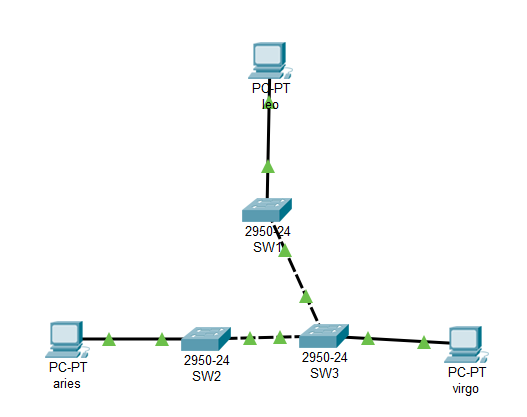 PC-PT
leo
2950-24
SW1
PC-PT
aries
2950-24
SW2
2950-24
SW3
PC-PT
virgo